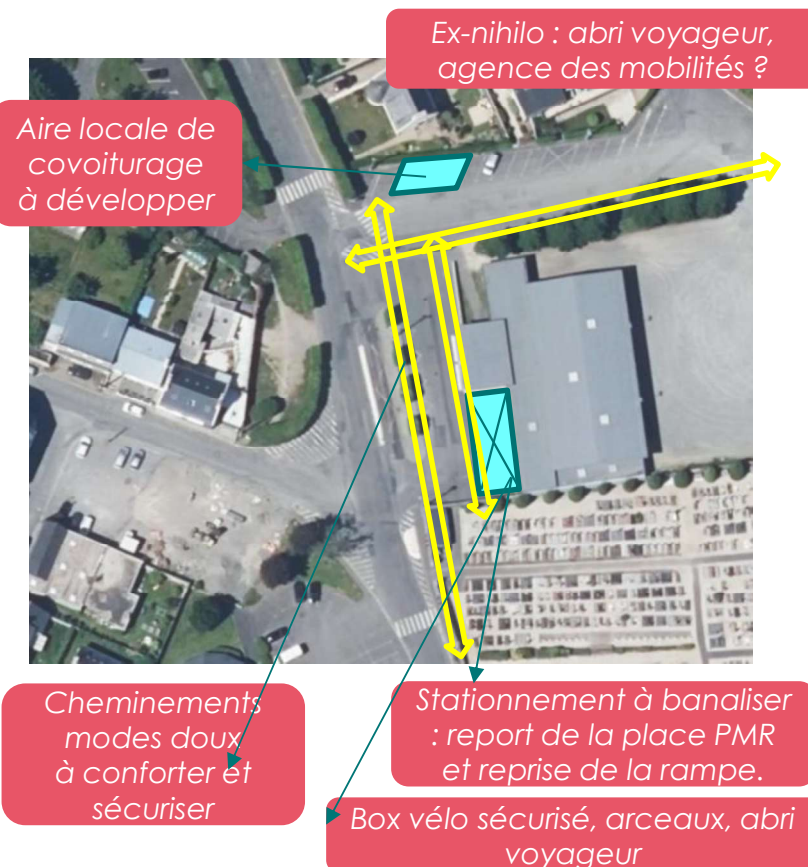 Ex-nihilo : abri voyageur,
agence des mobilités ?
Aire locale de
covoiturage
à développer
Cheminements
modes doux
à conforter et
sécuriser
Stationnement à banaliser
: report de la place PMR
et reprise de la rampe.
Box vélo sécurisé, arceaux, abri
voyageur